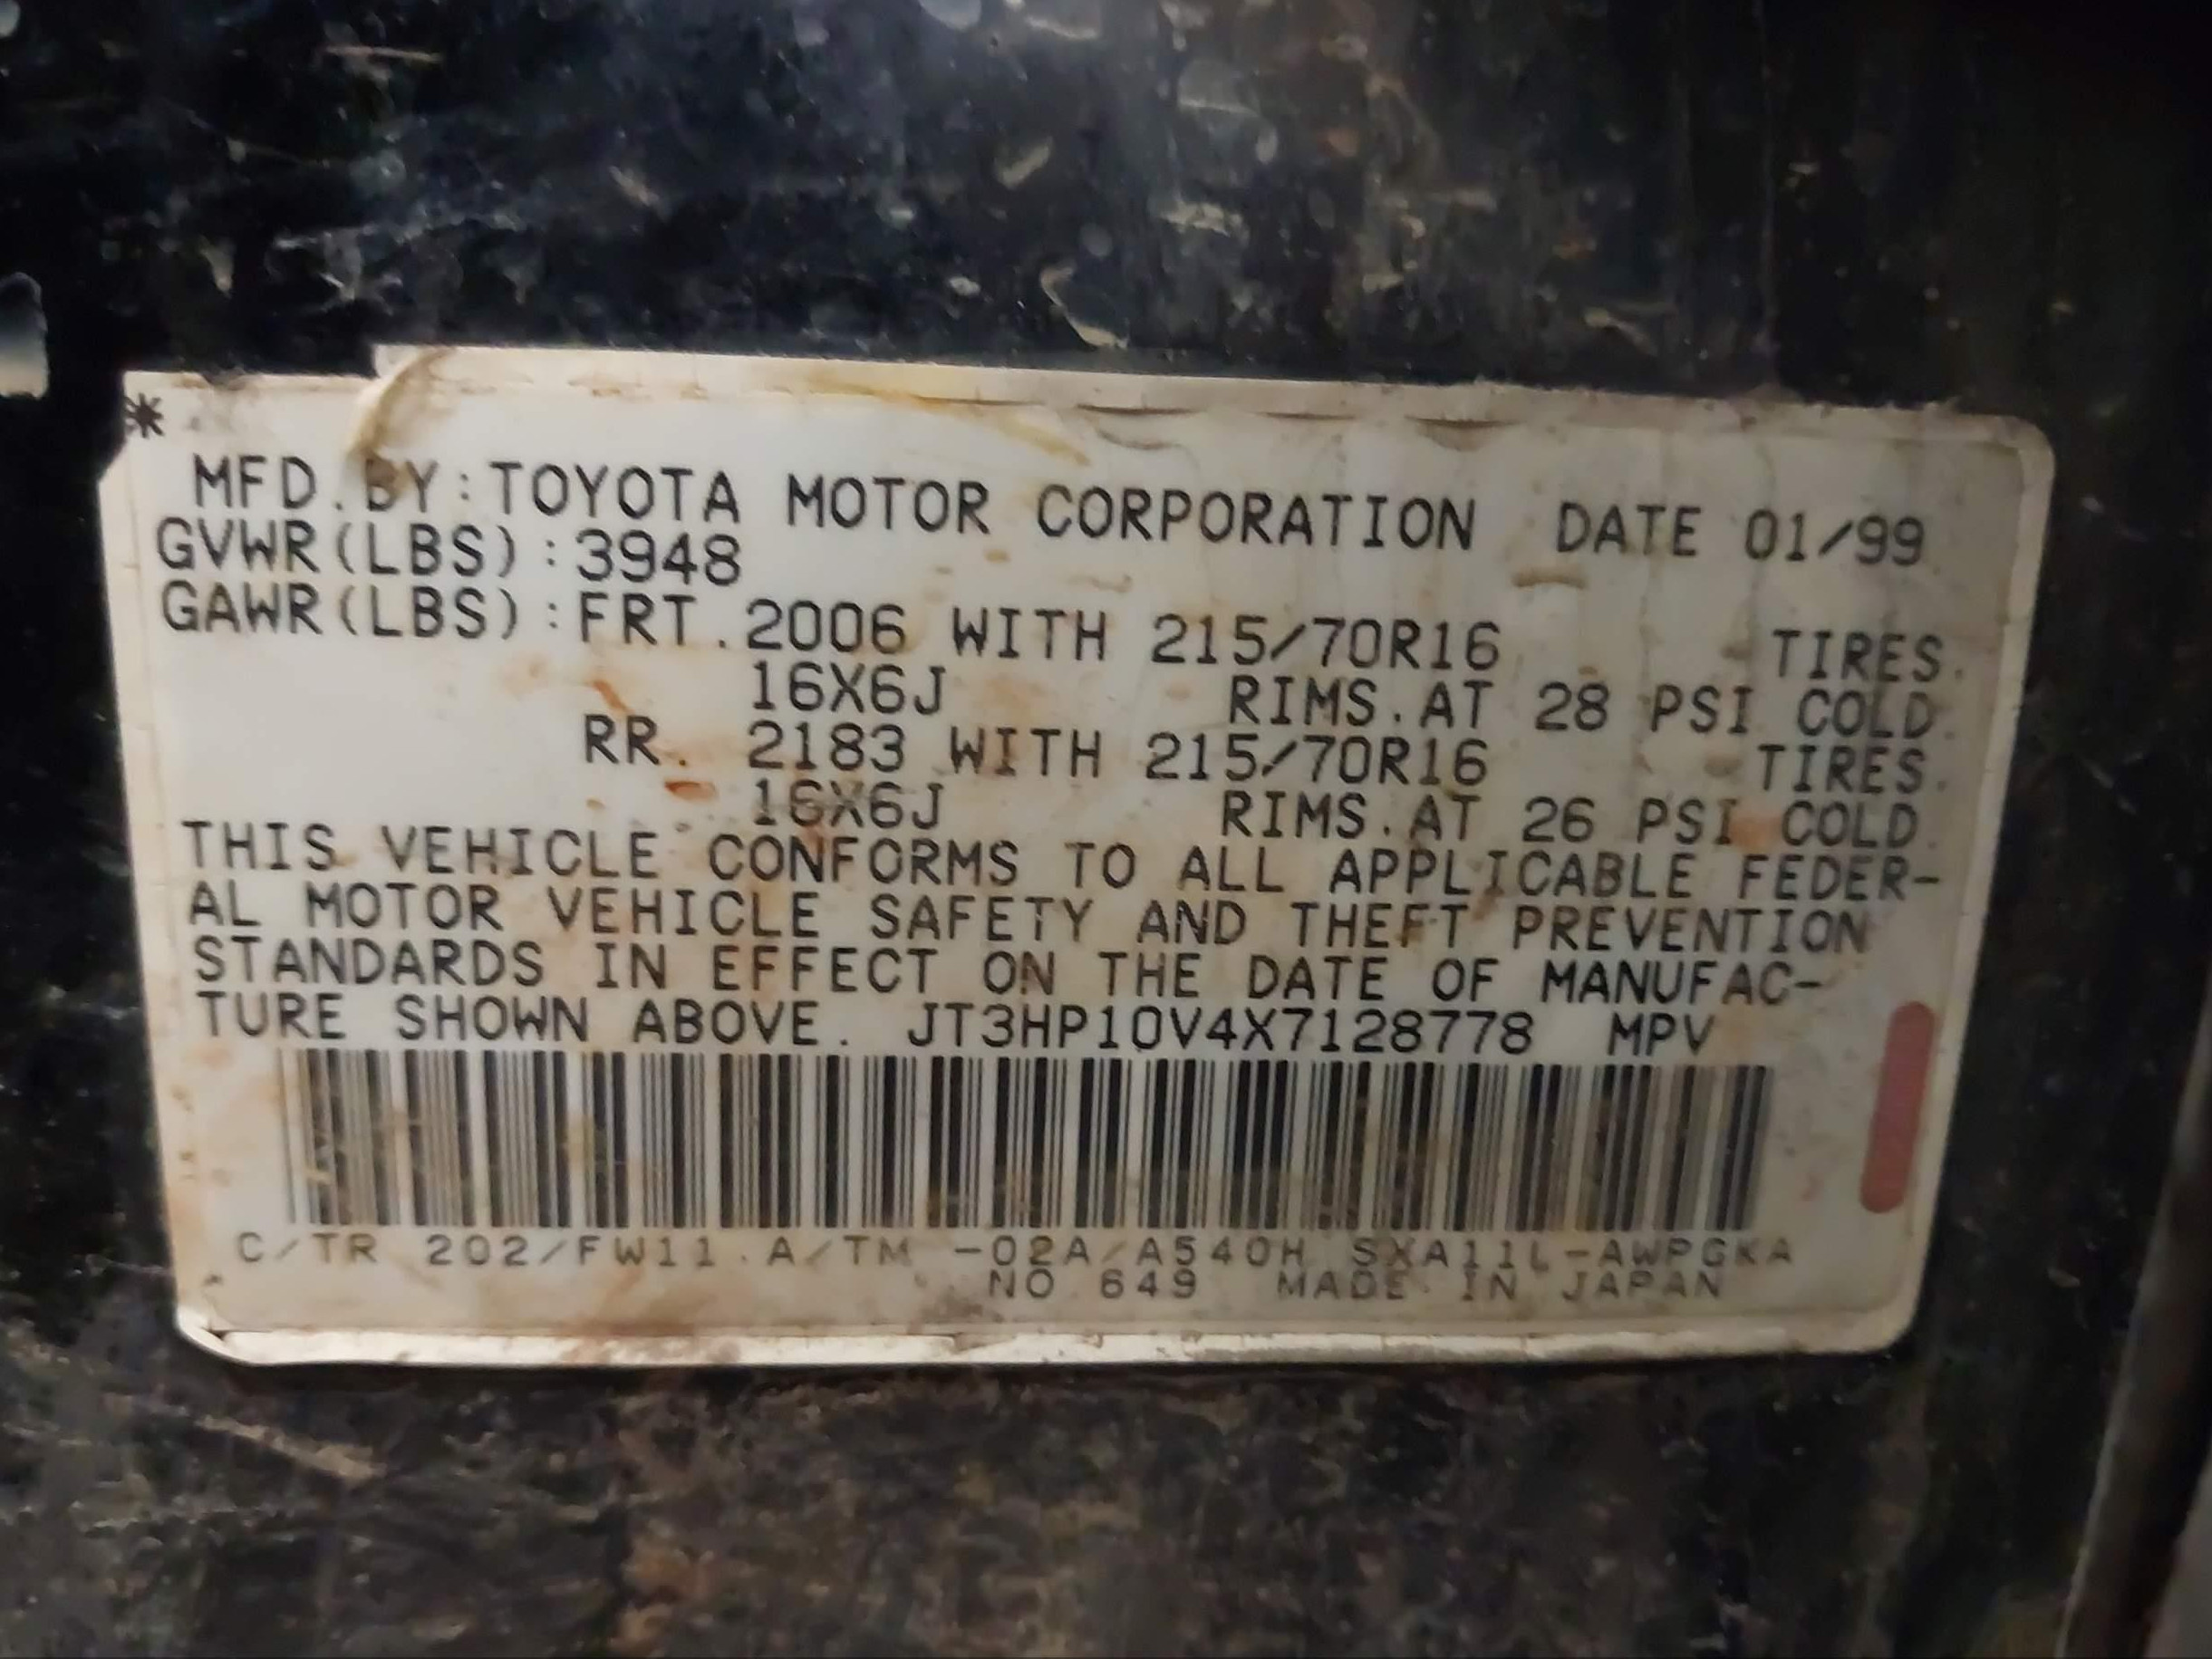 *
MFD.BY:TOYOTA MOTOR CORPORATION DATE 01/99
GVWR(LBS):3948
GAWR(LBS):FRT.2006 WITH 215/70R16 TIRES.
16X6J RIMS.AT 28 PSI COLD.
RR. 2183 WITH 215/70R16 TIRES.
16X6J RIMS.AT 26 PSI COLD.
THIS VEHICLE CONFORMS TO ALL APPLICABLE FEDER-
AL MOTOR VEHICLE SAFETY AND THEFT PREVENTION
STANDARDS IN EFFECT ON THE DATE OF MANUFAC-
TURE SHOWN ABOVE. JT3HP10V4X7128778 MPV
C/TR 202/FW11 A/TM -02A/A540H SXA11L-AWPGKA
NO 649 MADE IN JAPAN